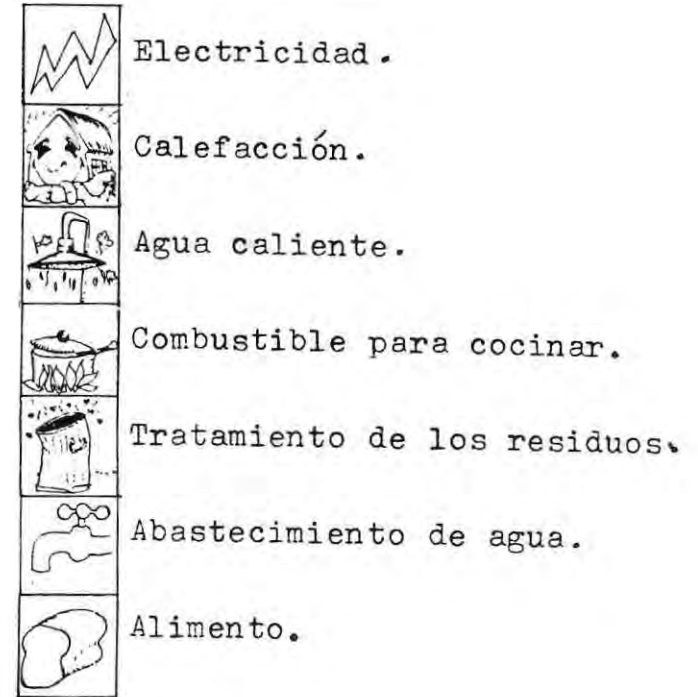 Electricidad.
Calefacción.
Agua caliente.
Combustible para cocinar.
Tratamiento de los residuos.
Abastecimiento de agua.
Alimento.